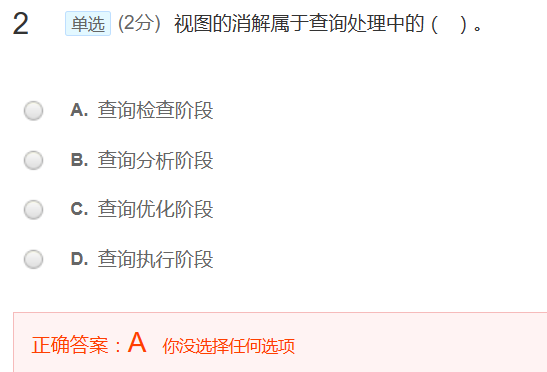 2 单选 (2分) 视图的消解属于查询处理中的 ( )。
A. 查询检查阶段
B. 查询分析阶段
C. 查询优化阶段
D. 查询执行阶段
正确答案：A 你没选择任何选项